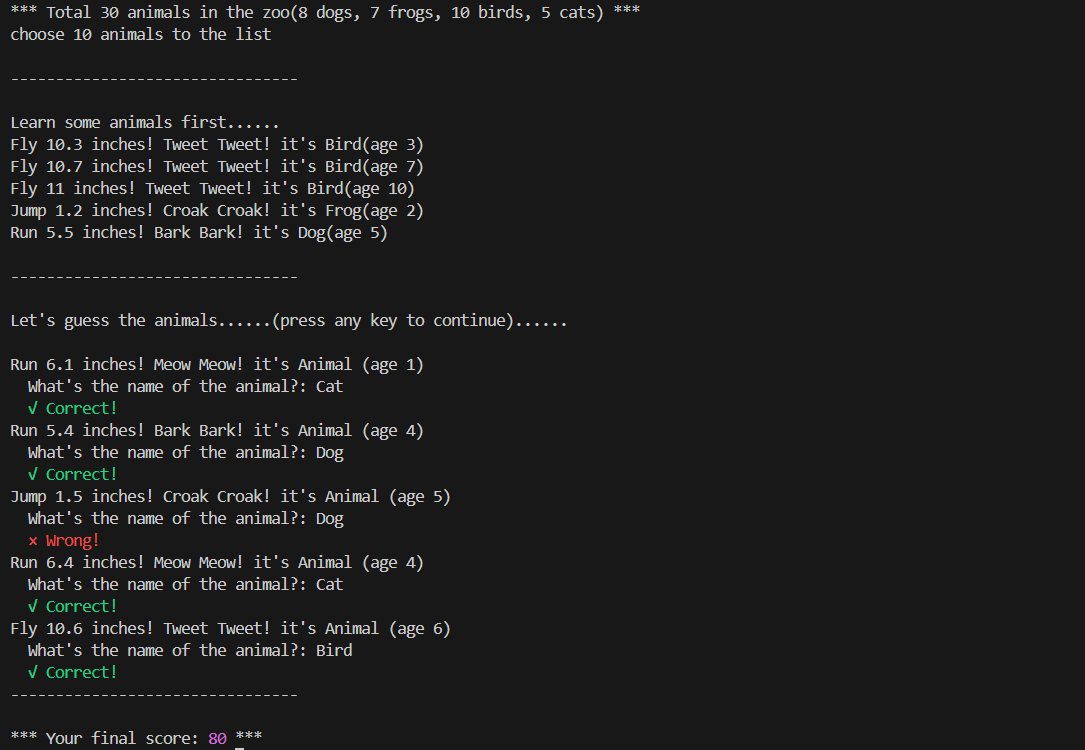 *** Total 30 animals in the zoo(8 dogs, 7 frogs, 10 birds, 5 cats) ***
choose 10 animals to the list
--------------------------------
Learn some animals first......
Fly 10.3 inches! Tweet Tweet! it's Bird(age 3)
Fly 10.7 inches! Tweet Tweet! it's Bird(age 7)
Fly 11 inches! Tweet Tweet! it's Bird(age 10)
Jump 1.2 inches! Croak Croak! it's Frog(age 2)
Run 5.5 inches! Bark Bark! it's Dog(age 5)
--------------------------------
Let's guess the animals......(press any key to continue)......
Run 6.1 inches! Meow Meow! it's Animal (age 1)
What's the name of the animal?: Cat
√ Correct!
Run 5.4 inches! Bark Bark! it's Animal (age 4)
What's the name of the animal?: Dog
√ Correct!
Jump 1.5 inches! Croak Croak! it's Animal (age 5)
What's the name of the animal?: Dog
× Wrong!
Run 6.4 inches! Meow Meow! it's Animal (age 4)
What's the name of the animal?: Cat
√ Correct!
Fly 10.6 inches! Tweet Tweet! it's Animal (age 6)
What's the name of the animal?: Bird
√ Correct!
--------------------------------
*** Your final score: 80 ***